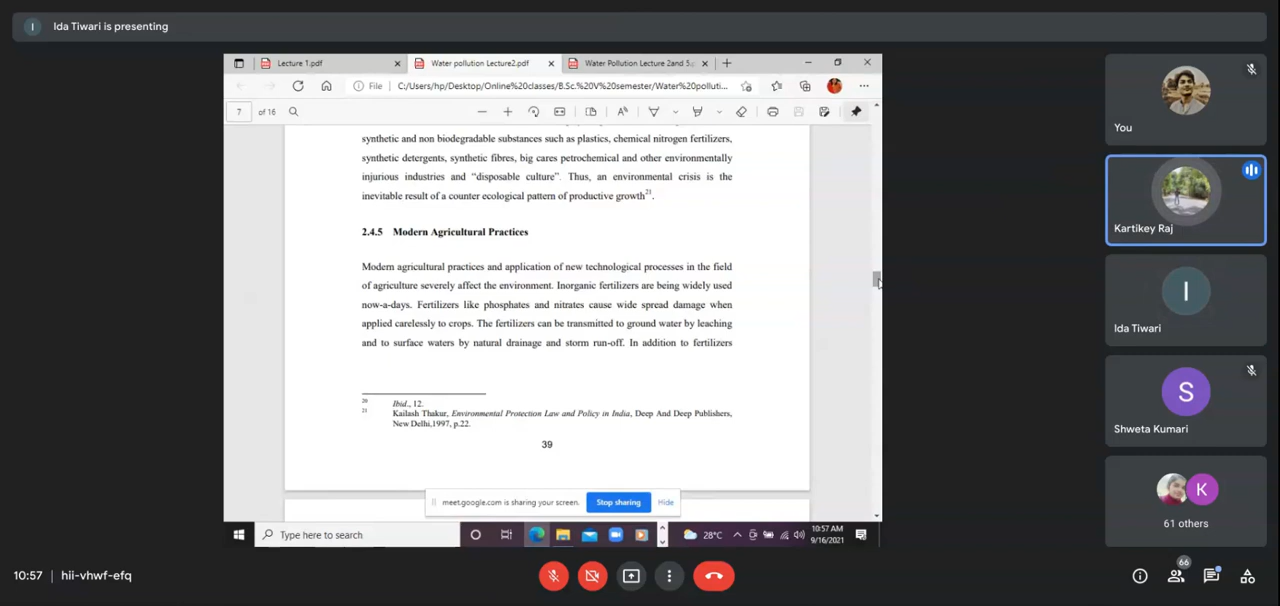 I Ida Tiwari is presenting
Lecture 1.pdf
Water pollution Lecture2.pdf
Water Pollution Lecture 2and 5.p
File C:/Users/hp/Desktop/Online%20classes/B.Sc.%20V%20semester/Water%20polluti...
7 of 16
synthetic and non biodegradable substances such as plastics, chemical nitrogen fertilizers,
synthetic detergents, synthetic fibres, big cares petrochemical and other environmentally
injurious industries and “disposable culture”. Thus, an environmental crisis is the
inevitable result of a counter ecological pattern of productive growth21.
2.4.5 Modern Agricultural Practices
Modern agricultural practices and application of new technological processes in the field
of agriculture severely affect the environment. Inorganic fertilizers are being widely used
now-a-days. Fertilizers like phosphates and nitrates cause wide spread damage when
applied carelessly to crops. The fertilizers can be transmitted to ground water by leaching
and to surface waters by natural drainage and storm run-off. In addition to fertilizers
20 Ibid., 12.
21 Kailash Thakur, Environmental Protection Law and Policy in India, Deep And Deep Publishers,
New Delhi,1997, p.22.
39
meet.google.com is sharing your screen. Stop sharing Hide
Type here to search
28°C
10:57 AM
9/16/2021
You
Kartikey Raj
I
Ida Tiwari
S
Shweta Kumari
K
61 others
10:57 | hii-vhwf-efq
66